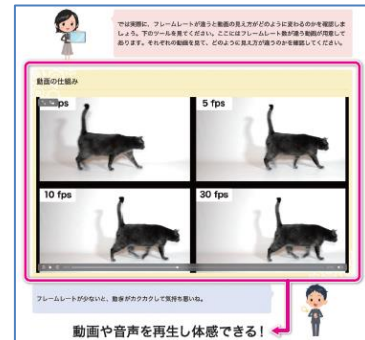 では実際に、フレームレートが違うと動画の見え方がどのように変わるのかを確認しま
しょう。下のツールを見てください。ここにはフレームレート数が違う動画が用意して
あります。それぞれの動画を見て、どのように見え方が違うのかを確認してください。
動画の仕組み
fps
5 fps
10 fps
30 fps
フレームレートが少ないと、動きがカクカクして気持ち悪いね。
動画や音声を再生し体感できる!